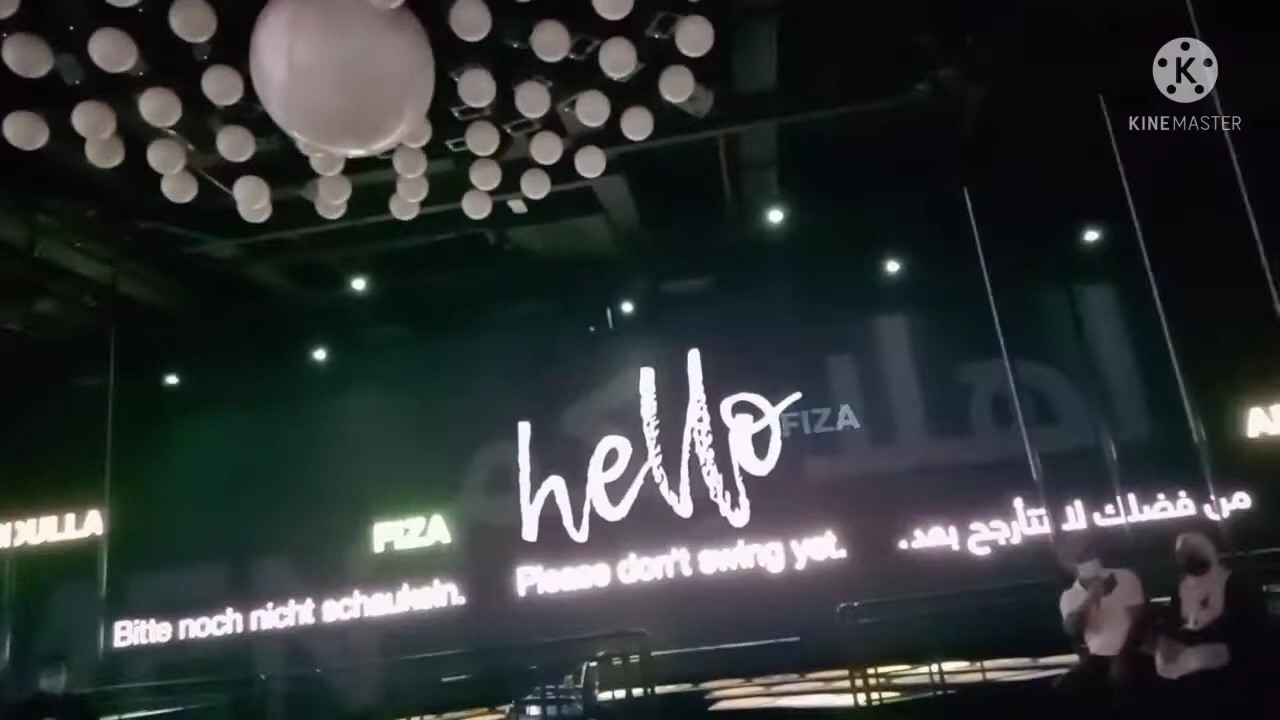 KINEMASTER
hello
FIZA
FIZA
Bitte noch nicht schaukeln.
Please don't swing yet.
من فضلك لا تتأرجح بعد.